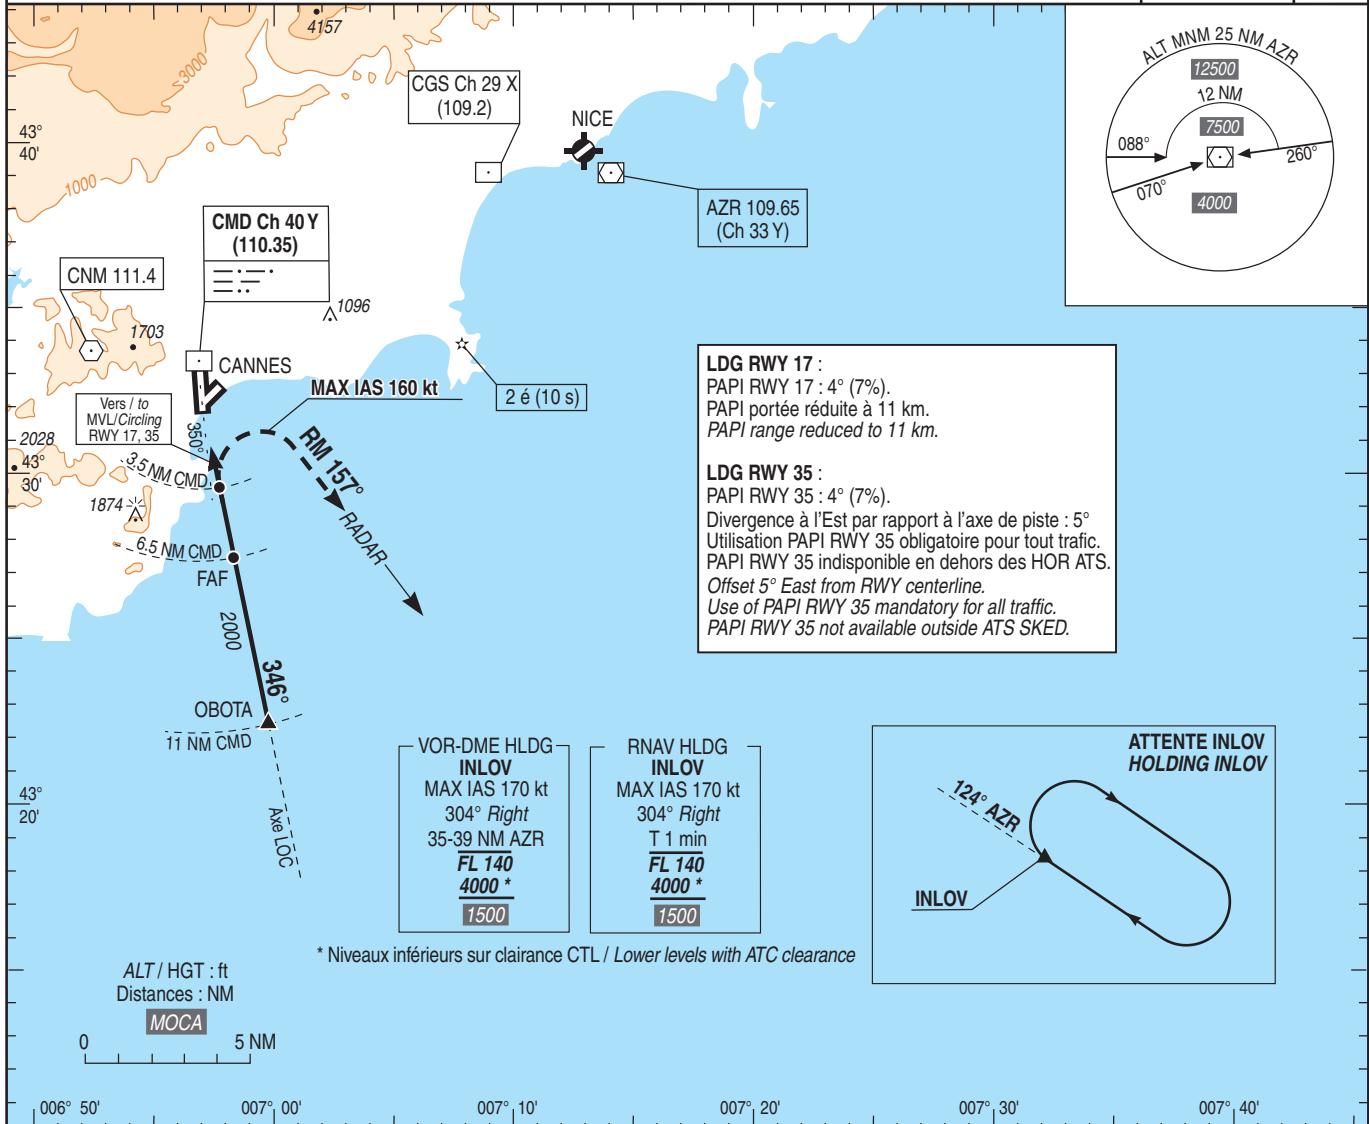 4157
3000
1000
43°
40'
CGS Ch 29 X
(109.2)
NICE
AZR 109.65
(Ch 33 Y)
ALT MNM 25 NM AZR
12500
12 NM
7500
088°
260°
070°
4000
CMD Ch 40 Y
(110.35)
CNM 111.4
1096
1703
CANNES
MAX IAS 160 kt
2 é (10 s)
Vers / to
MVL/Circling
RWY 17, 35
350°
2028
43°
30'
3.5 NM CMD
RM 157°
RADAR
1874
6.5 NM CMD
FAF
2000
346°
OBOTA
11 NM CMD
Axe LOC
43°
20'
LDG RWY 17 :
PAPI RWY 17 : 4° (7%).
PAPI portée réduite à 11 km.
PAPI range reduced to 11 km.
LDG RWY 35 :
PAPI RWY 35 : 4° (7%).
Divergence à l'Est par rapport à l'axe de piste : 5°
Utilisation PAPI RWY 35 obligatoire pour tout trafic.
PAPI RWY 35 indisponible en dehors des HOR ATS.
Offset 5° East from RWY centerline.
Use of PAPI RWY 35 mandatory for all traffic.
PAPI RWY 35 not available outside ATS SKED.
VOR-DME HLDG
INLOV
MAX IAS 170 kt
304° Right
35-39 NM AZR
FL 140
4000 *
1500
RNAV HLDG
INLOV
MAX IAS 170 kt
304° Right
T 1 min
FL 140
4000 *
1500
* Niveaux inférieurs sur clairance CTL / Lower levels with ATC clearance
ATTENTE INLOV
HOLDING INLOV
124° AZR
INLOV
ALT / HGT : ft
Distances : NM
MOCA
0 5 NM
006° 50'
007° 00'
007° 10'
007° 20'
007° 30'
007° 40'